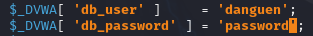 $_DVWA[ 'db_user' ]     = 'danguen';
$_DVWA[ 'db_password' ] = 'password';